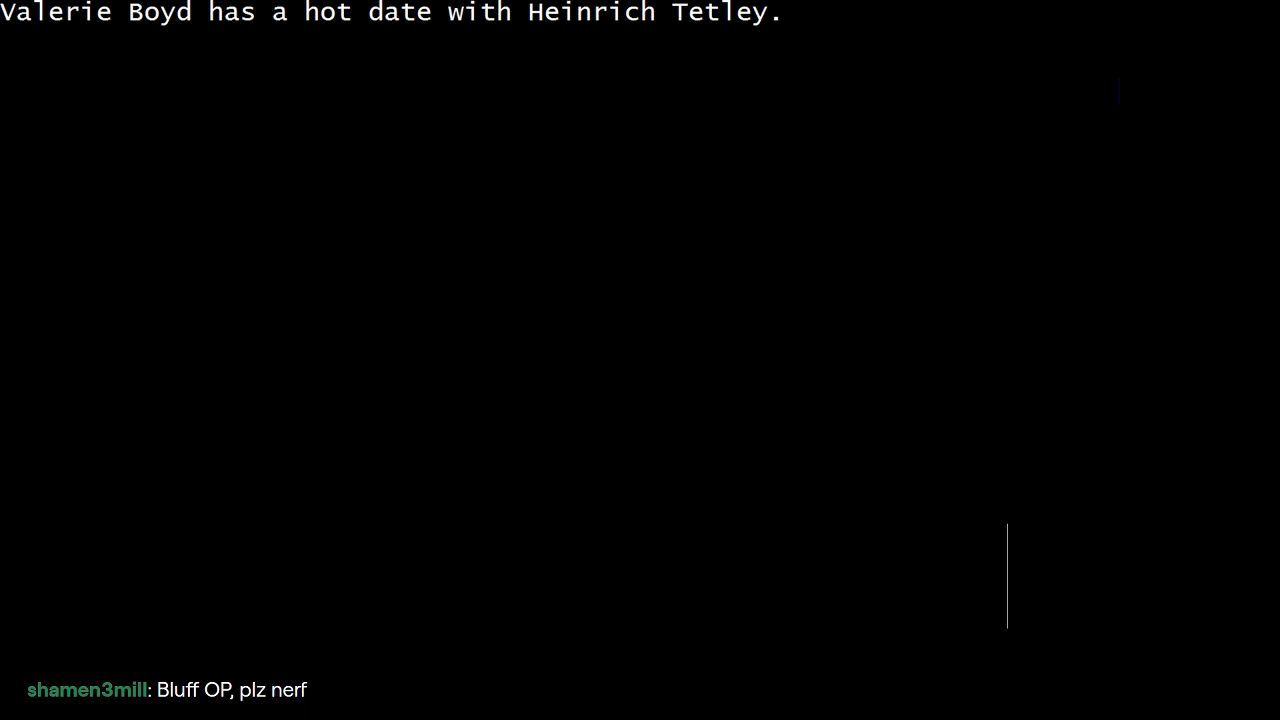 Valerie Boyd has a hot date with Heinrich Tetley.
shamen3mill: Bluff OP, plz nerf